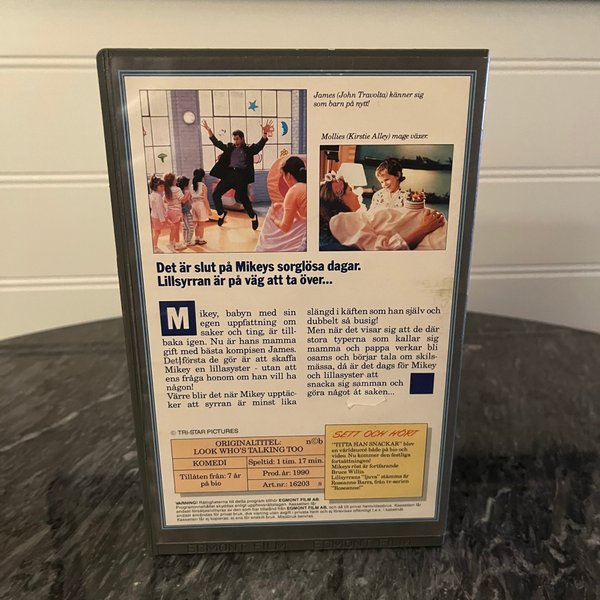 James (John Travolta) känner sig
som barn på nytt!
Mollies (Kirstie Alley) mage växer.
Det är slut på Mikeys sorglösa dagar.
Lillsyrran är på väg att ta över...
Mikey, babyn med sin
egen uppfattning om
saker och ting, är till-
baka igen. Nu är hans mamma
gift med bästa kompisen James.
Det första de gör är att skaffa
Mikey en lillasyster - utan att
ens fråga honom om han vill ha
någon!
Värre blir det när Mikey upptäc-
ker att syrran är minst lika
slängd i käften som han själv och
dubbelt så busig!
Men när det visar sig att de där
stora typerna som kallar sig
mamma och pappa verkar bli
osams och börjar tala om skils-
mässa, då är det dags för Mikey
och lillasyster att
snacka sig samman och
göra något åt saken...
© TRI-STAR PICTURES
ORIGINALTITEL: n©b
LOOK WHO'S TALKING TOO
KOMEDI Speltid: 1 tim. 17 min.
Tillåten från: 7 år
på bio
Prod.år: 1990
Art.nr: 16203 s
SETT OCH HÖRT
"TITTA HAN SNACKAR" blev
en världssuccé både på bio och
video. Nu kommer den festliga
fortsättningen!
Mikeys röst är fortfarande
Bruce Willis.
Lillsyrrans "ljuva" stämma är
Roseanne Barrs, från tv-serien
"Roseanne!"
VARNING! Rättigheterna till detta program tillhör EGMONT FILM AB.
EGMONT